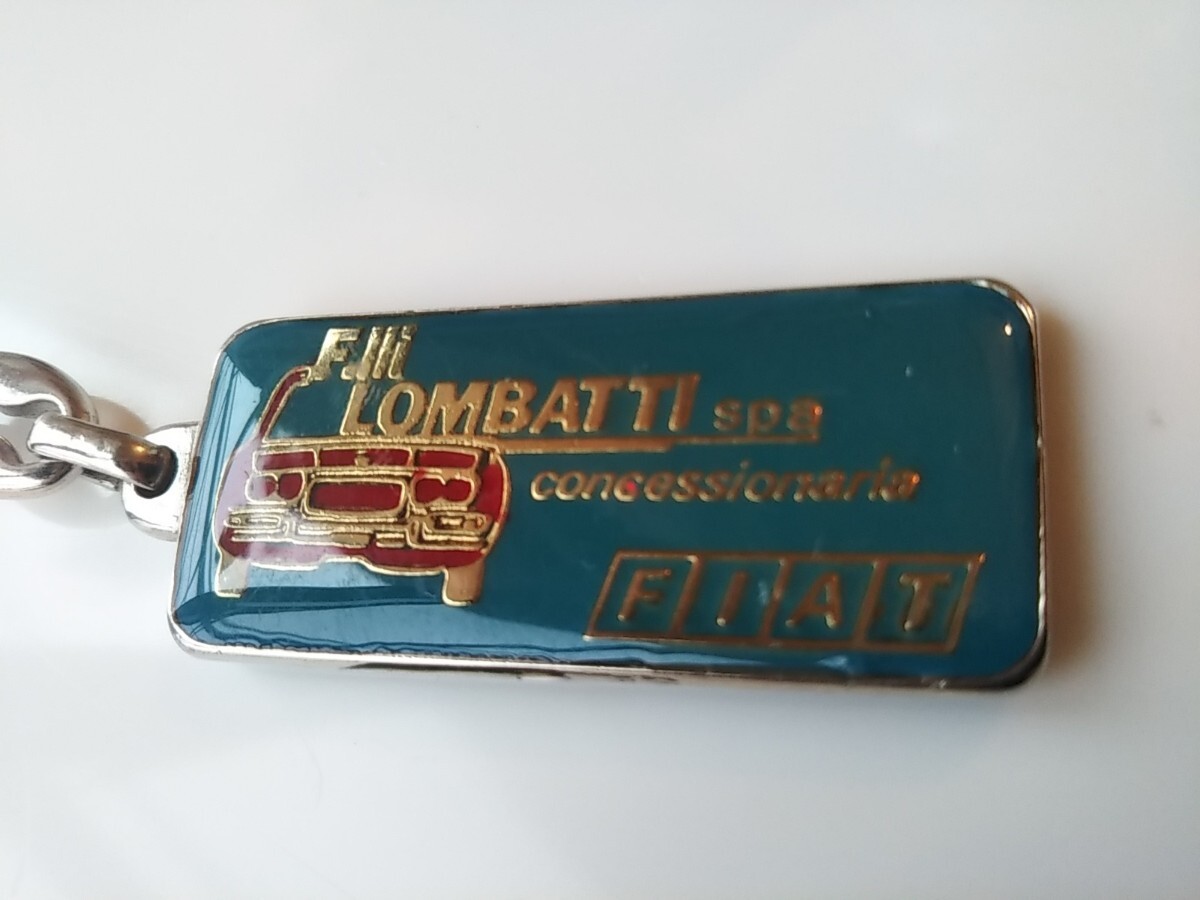 F.lli
LOMBATTI spa
concessionaria
FIAT